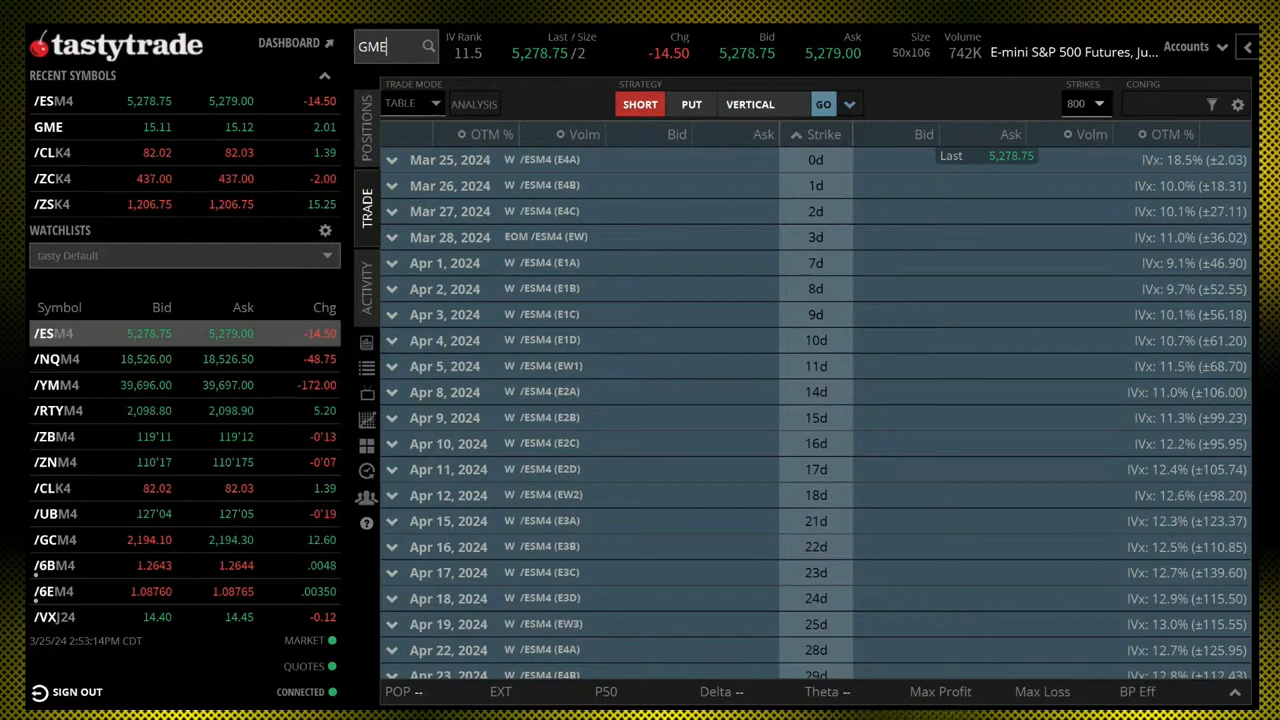 tastytrade
DASHBOARD
RECENT SYMBOLS
/ESM4 5,278.75 5,279.00 -14.50
GME 15.11 15.12 2.01
/CLK4 82.02 82.03 1.39
/ZCK4 437.00 437.00 -2.00
/ZSK4 1,206.75 1,206.75 15.25
WATCHLISTS
tasty Default
Symbol Bid Ask Chg
/ESM4 5,278.75 5,279.00 -14.50
/NQM4 18,526.00 18,526.50 -48.75
/YMM4 39,696.00 39,697.00 -172.00
/RTYM4 2,098.80 2,098.90 5.20
/ZBM4 119'11 119'12 -0'13
/ZNM4 110'17 110'175 -0'07
/CLK4 82.02 82.03 1.39
/UBM4 127'04 127'05 -0'19
/GCM4 2,194.10 2,194.30 12.60
/6BM4 1.2643 1.2644 .0048
/6EM4 1.08760 1.08765 .00350
/VXJ24 14.40 14.45 -0.12
3/25/24 2:53:14PM CDT MARKET
QUOTES
SIGN OUT CONNECTED
GME
IV Rank Last / Size Chg Bid Ask Size Volume
11.5 5,278.75 /2 -14.50 5,278.75 5,279.00 50x106 742K E-mini S&P 500 Futures, Ju... Accounts
POSITIONS
TRADE
ACTIVITY
TRADE MODE STRATEGY STRIKES CONFIG
TABLE ANALYSIS SHORT PUT VERTICAL GO 800
OTM % Volm Bid Ask Strike Bid Ask Volm OTM %
Last 5,278.75
Mar 25, 2024 W /ESM4 (E4A) 0d IVx: 18.5% (±2.03)
Mar 26, 2024 W /ESM4 (E4B) 1d IVx: 10.0% (±18.31)
Mar 27, 2024 W /ESM4 (E4C) 2d IVx: 10.1% (±27.11)
Mar 28, 2024 EOM /ESM4 (EW) 3d IVx: 11.0% (±36.02)
Apr 1, 2024 W /ESM4 (E1A) 7d IVx: 9.1% (±46.90)
Apr 2, 2024 W /ESM4 (E1B) 8d IVx: 9.7% (±52.55)
Apr 3, 2024 W /ESM4 (E1C) 9d IVx: 10.1% (±56.18)
Apr 4, 2024 W /ESM4 (E1D) 10d IVx: 10.7% (±61.20)
Apr 5, 2024 W /ESM4 (EW1) 11d IVx: 11.5% (±68.70)
Apr 8, 2024 W /ESM4 (E2A) 14d IVx: 11.0% (±106.00)
Apr 9, 2024 W /ESM4 (E2B) 15d IVx: 11.3% (±99.23)
Apr 10, 2024 W /ESM4 (E2C) 16d IVx: 12.2% (±95.95)
Apr 11, 2024 W /ESM4 (E2D) 17d IVx: 12.4% (±105.74)
Apr 12, 2024 W /ESM4 (EW2) 18d IVx: 12.6% (±98.20)
Apr 15, 2024 W /ESM4 (E3A) 21d IVx: 12.3% (±123.37)
Apr 16, 2024 W /ESM4 (E3B) 22d IVx: 12.5% (±110.85)
Apr 17, 2024 W /ESM4 (E3C) 23d IVx: 12.7% (±139.60)
Apr 18, 2024 W /ESM4 (E3D) 24d IVx: 12.9% (±115.50)
Apr 19, 2024 W /ESM4 (EW3) 25d IVx: 13.0% (±115.55)
Apr 22, 2024 W /ESM4 (E4A) 28d IVx: 12.7% (±125.95)
Apr 23, 2024 W /ESM4 (E4B) 29d IVx: 12.8% (±112.43)
POP -- EXT P50 Delta -- Theta -- Max Profit Max Loss BP Eff